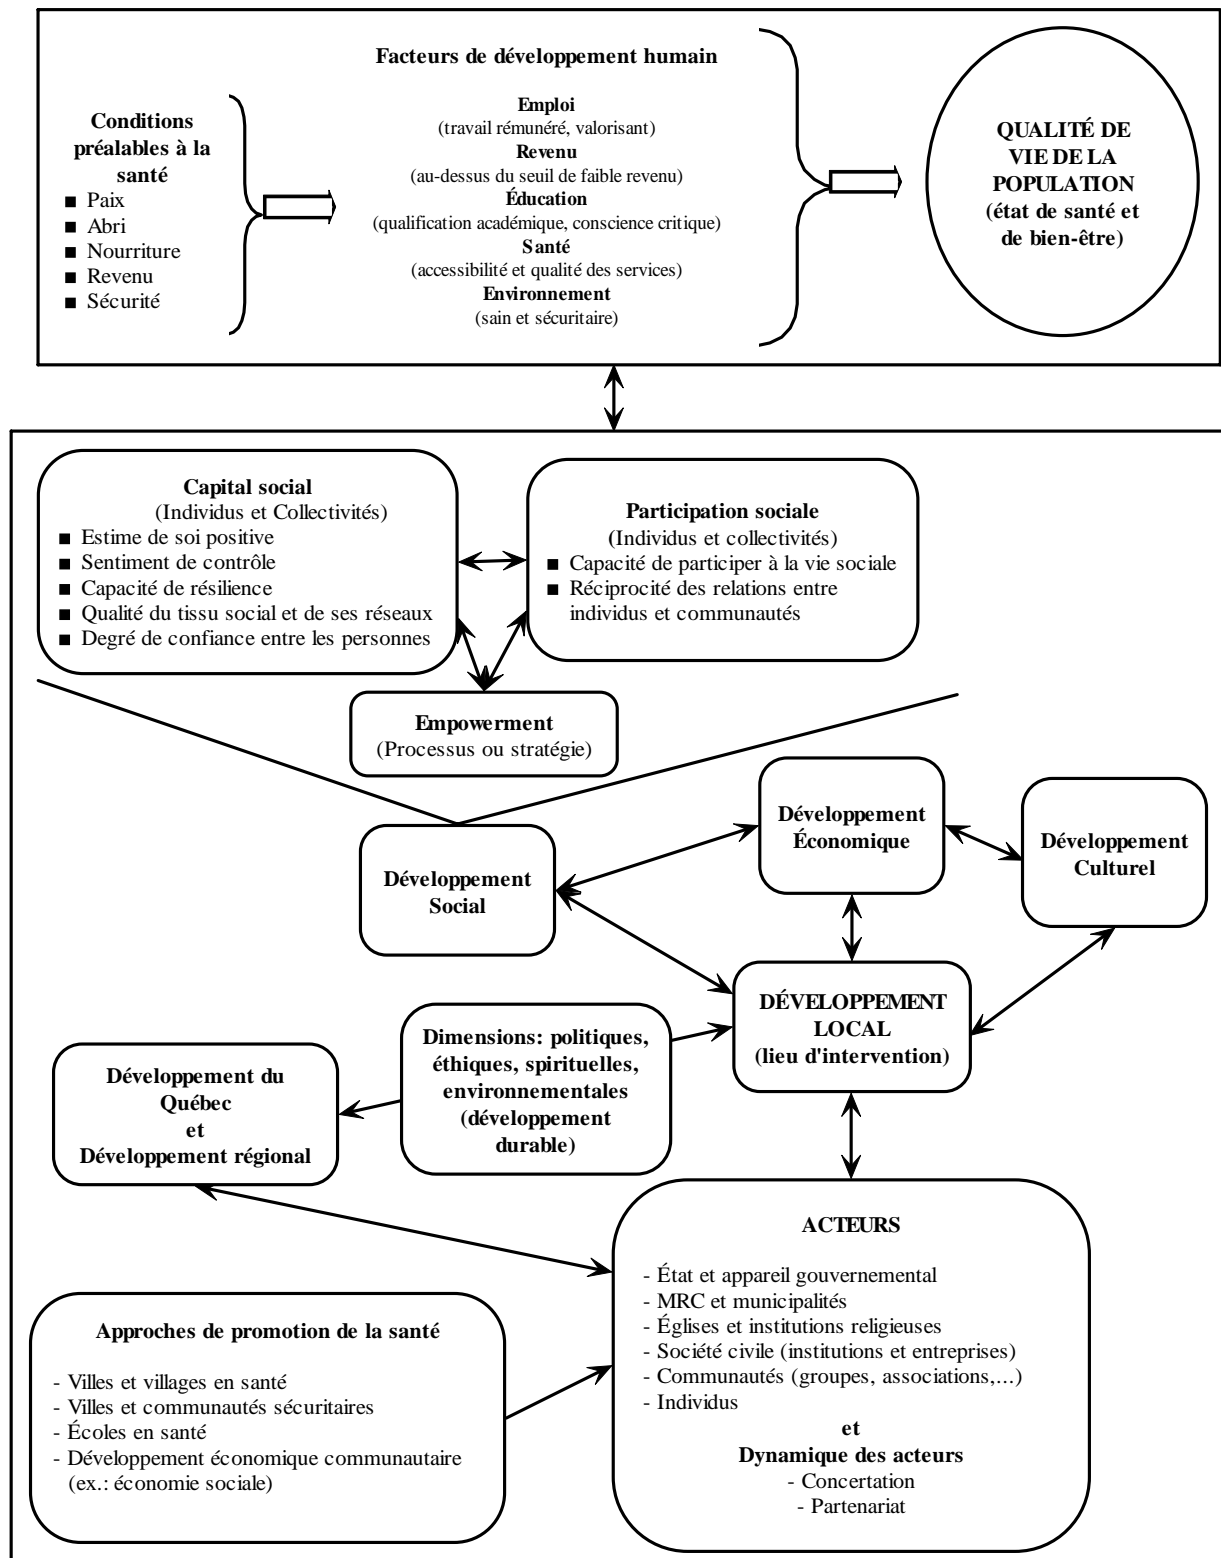 Facteurs de développement humain
Conditions
préalables à la
santé
■ Paix
■ Abri
■ Nourriture
■ Revenu
■ Sécurité
Emploi
(travail rémunéré, valorisant)
Revenu
(au-dessus du seuil de faible revenu)
Éducation
(qualification académique, conscience critique)
Santé
(accessibilité et qualité des services)
Environnement
(sain et sécuritaire)
QUALITÉ DE
VIE DE LA
POPULATION
(état de santé et
de bien-être)
Capital social
(Individus et Collectivités)
■ Estime de soi positive
■ Sentiment de contrôle
■ Capacité de résilience
■ Qualité du tissu social et de ses réseaux
■ Degré de confiance entre les personnes
Participation sociale
(Individus et collectivités)
■ Capacité de participer à la vie sociale
■ Réciprocité des relations entre
individus et communautés
Empowerment
(Processus ou stratégie)
Développement
Social
Développement
Économique
Développement
Culturel
DÉVELOPPEMENT
LOCAL
(lieu d'intervention)
Dimensions: politiques,
éthiques, spirituelles,
environnementales
(développement
durable)
Développement du
Québec
et
Développement régional
ACTEURS
- État et appareil gouvernemental
- MRC et municipalités
- Églises et institutions religieuses
- Société civile (institutions et entreprises)
- Communautés (groupes, associations,...)
- Individus
et
Dynamique des acteurs
- Concertation
- Partenariat
Approches de promotion de la santé
- Villes et villages en santé
- Villes et communautés sécuritaires
- Écoles en santé
- Développement économique communautaire
(ex.: économie sociale)